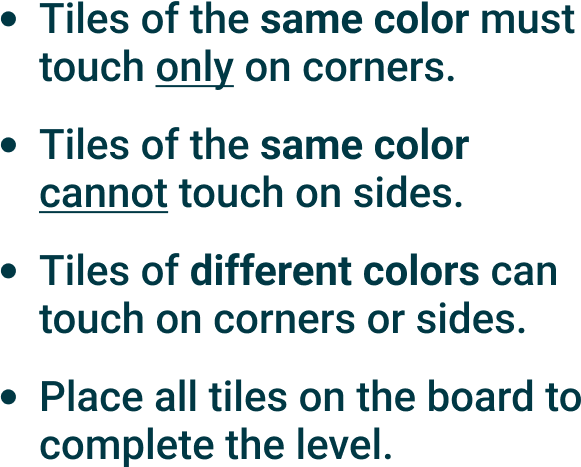 • Tiles of the same color must
touch only on corners.
• Tiles of the same color
cannot touch on sides.
• Tiles of different colors can
touch on corners or sides.
• Place all tiles on the board to
complete the level.